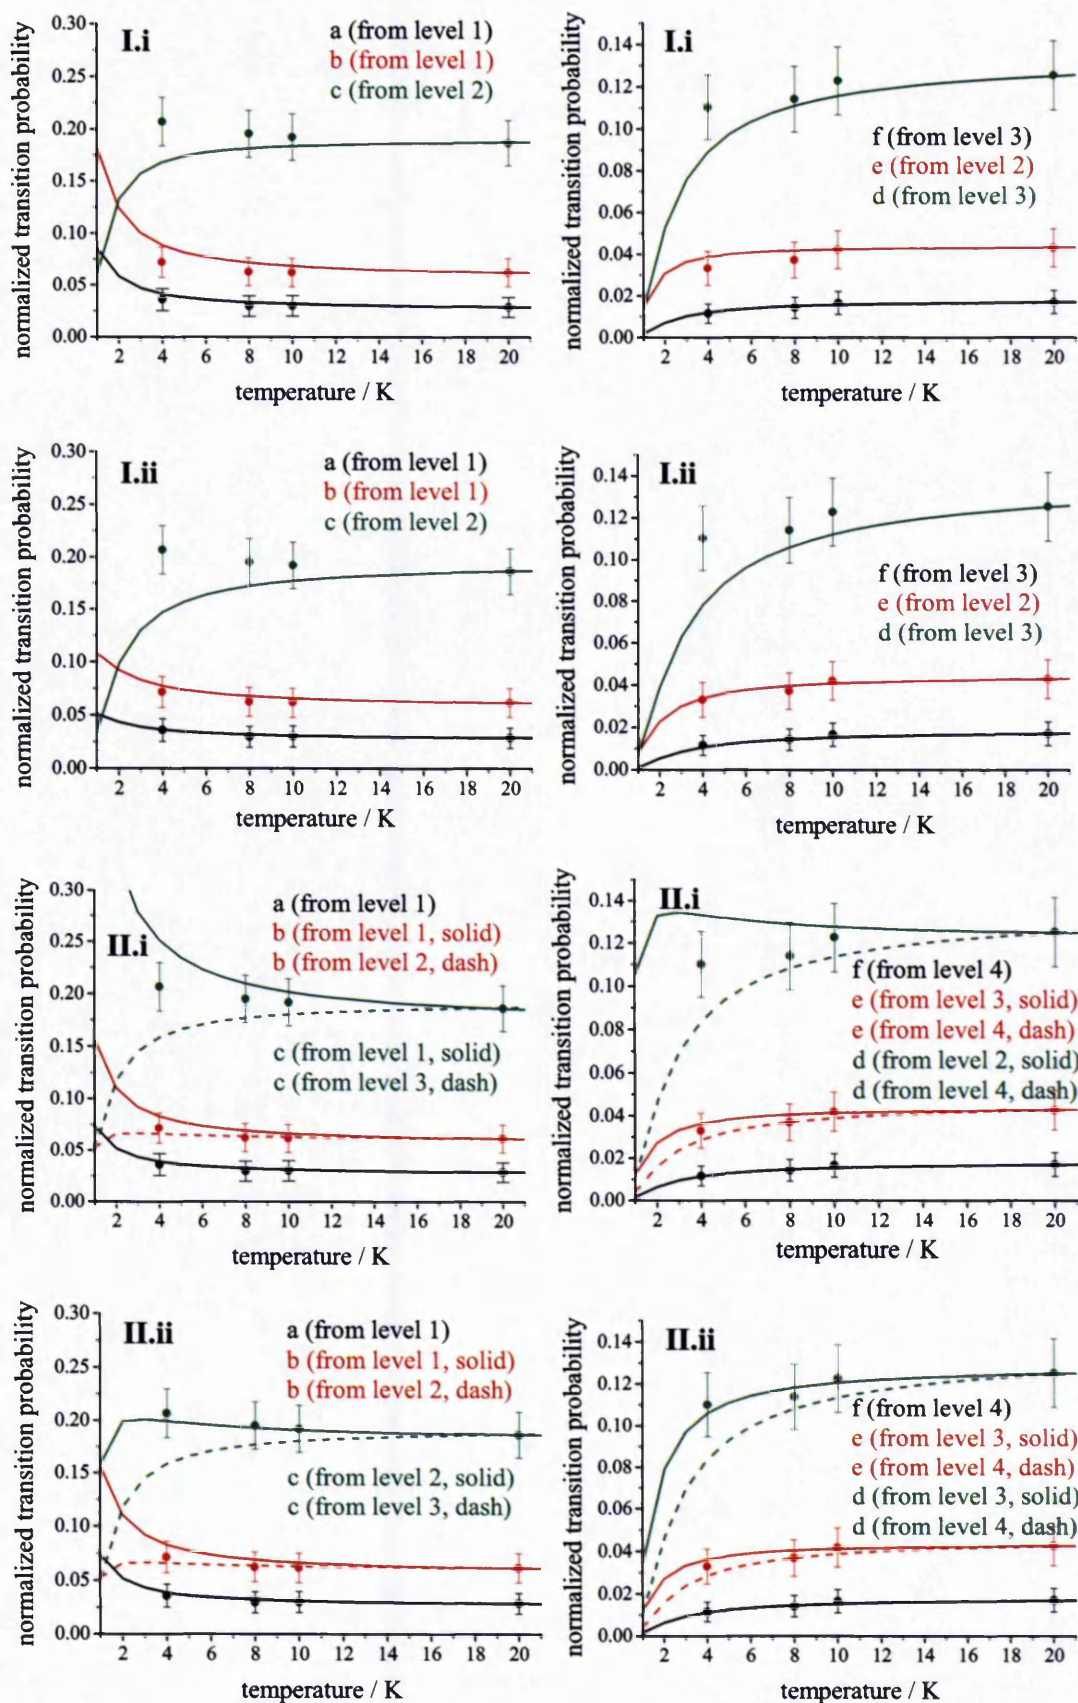 I.i
a (from level 1)
b (from level 1)
c (from level 2)
normalized transition probability
0.30
0.25
0.20
0.15
0.10
0.05
0.00
2 4 6 8 10 12 14 16 18 20
temperature / K
I.i
f (from level 3)
e (from level 2)
d (from level 3)
normalized transition probability
0.14
0.12
0.10
0.08
0.06
0.04
0.02
0.00
2 4 6 8 10 12 14 16 18 20
temperature / K
I.ii
a (from level 1)
b (from level 1)
c (from level 2)
normalized transition probability
0.30
0.25
0.20
0.15
0.10
0.05
0.00
2 4 6 8 10 12 14 16 18 20
temperature / K
I.ii
f (from level 3)
e (from level 2)
d (from level 3)
normalized transition probability
0.14
0.12
0.10
0.08
0.06
0.04
0.02
0.00
2 4 6 8 10 12 14 16 18 20
temperature / K
II.i
a (from level 1)
b (from level 1, solid)
b (from level 2, dash)
c (from level 1, solid)
c (from level 3, dash)
normalized transition probability
0.30
0.25
0.20
0.15
0.10
0.05
0.00
2 4 6 8 10 12 14 16 18 20
temperature / K
II.i
f (from level 4)
e (from level 3, solid)
e (from level 4, dash)
d (from level 2, solid)
d (from level 4, dash)
normalized transition probability
0.14
0.12
0.10
0.08
0.06
0.04
0.02
0.00
2 4 6 8 10 12 14 16 18 20
temperature / K
II.ii
a (from level 1)
b (from level 1, solid)
b (from level 2, dash)
c (from level 2, solid)
c (from level 3, dash)
normalized transition probability
0.30
0.25
0.20
0.15
0.10
0.05
0.00
2 4 6 8 10 12 14 16 18 20
temperature / K
II.ii
f (from level 4)
e (from level 3, solid)
e (from level 4, dash)
d (from level 3, solid)
d (from level 4, dash)
normalized transition probability
0.14
0.12
0.10
0.08
0.06
0.04
0.02
0.00
2 4 6 8 10 12 14 16 18 20
temperature / K